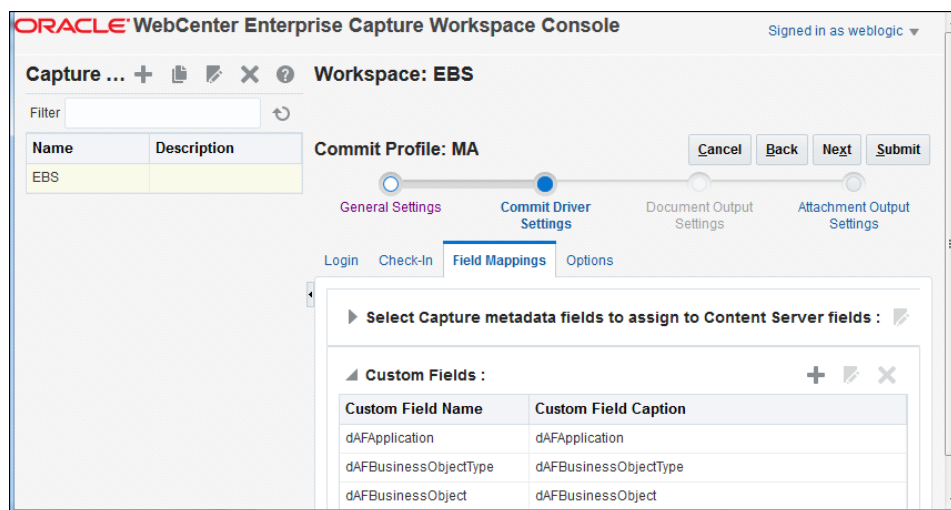 ORACLE WebCenter Enterprise Capture Workspace Console
Signed in as weblogic
Capture ...
Workspace: EBS
Filter
Name Description
EBS
Commit Profile: MA
Cancel Back Next Submit
General Settings
Commit Driver Settings
Document Output Settings
Attachment Output Settings
Login Check-In Field Mappings Options
Select Capture metadata fields to assign to Content Server fields :
Custom Fields :
Custom Field Name Custom Field Caption
dAFApplication dAFApplication
dAFBusinessObjectType dAFBusinessObjectType
dAFBusinessObject dAFBusinessObject